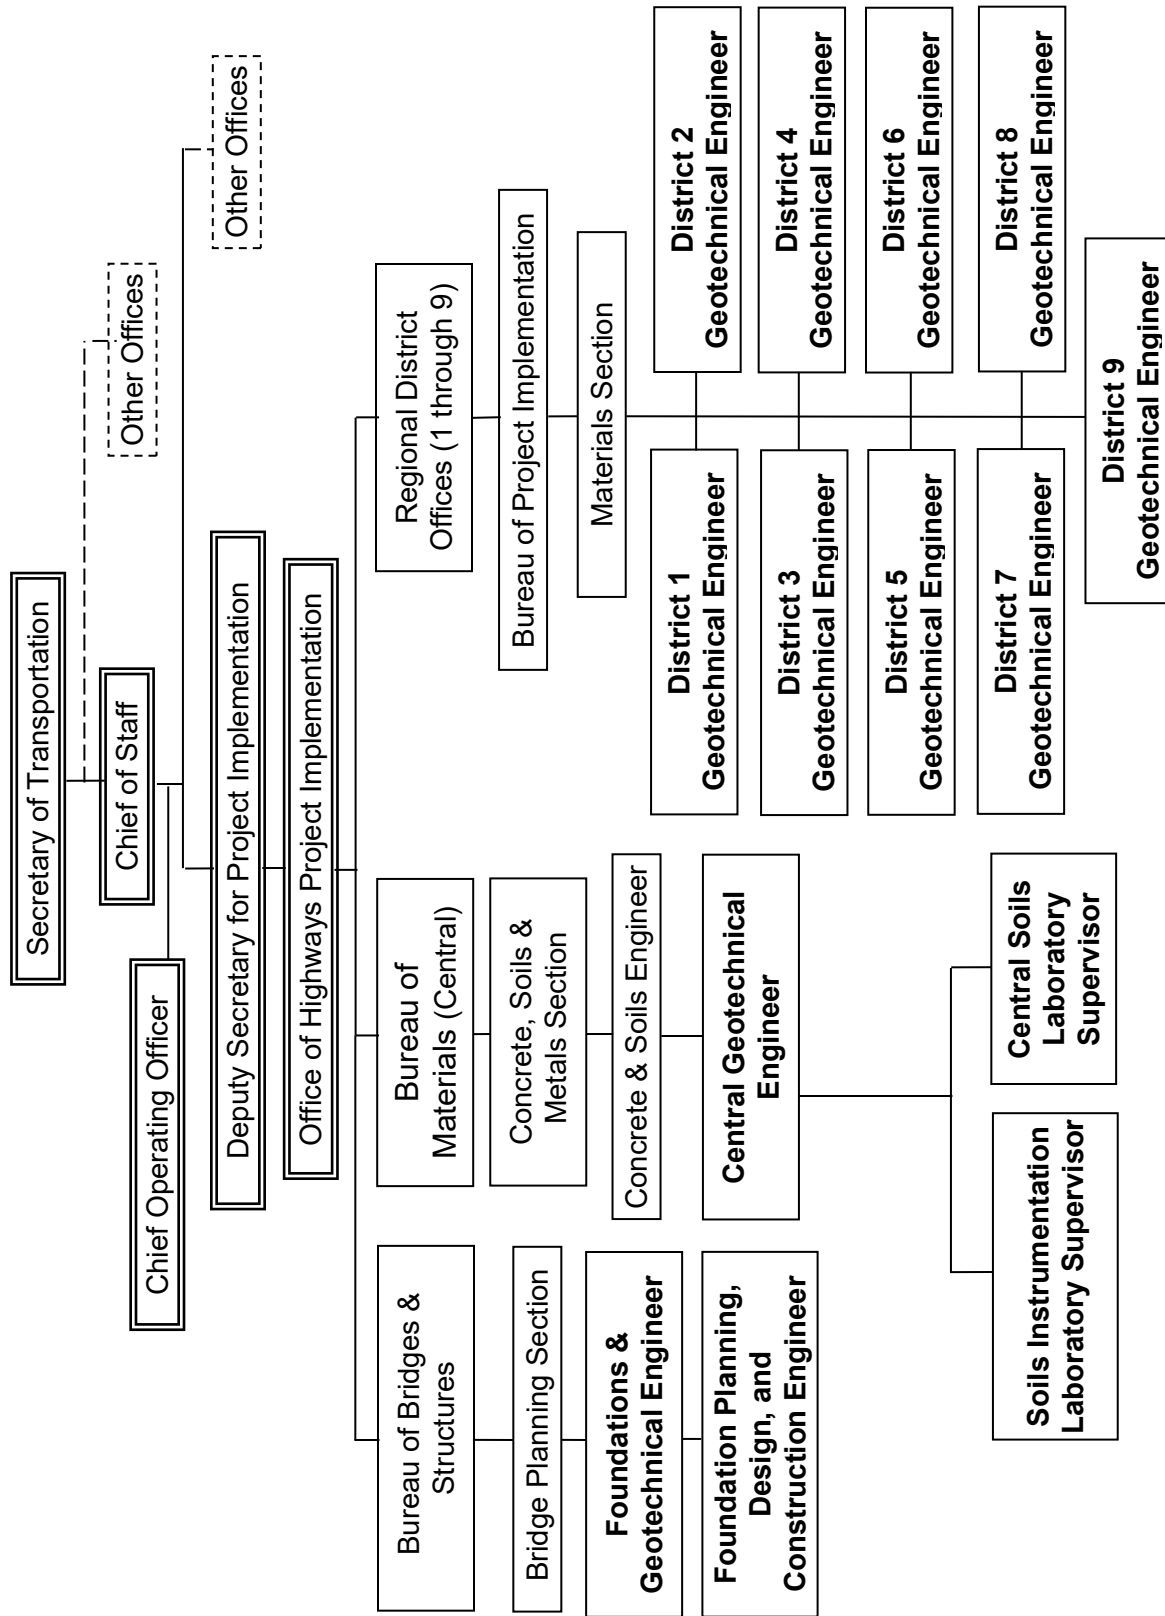 Secretary of Transportation
Other Offices
Chief of Staff
Chief Operating Officer
Other Offices
Deputy Secretary for Project Implementation
Office of Highways Project Implementation
Bureau of Bridges &
Structures
Bureau of
Materials (Central)
Regional District
Offices (1 through 9)
Bridge Planning Section
Concrete, Soils &
Metals Section
Bureau of Project Implementation
Foundations &
Geotechnical Engineer
Concrete & Soils Engineer
Materials Section
Foundation Planning,
Design, and
Construction Engineer
Central Geotechnical
Engineer
District 1
Geotechnical Engineer
District 2
Geotechnical Engineer
District 3
Geotechnical Engineer
District 4
Geotechnical Engineer
District 5
Geotechnical Engineer
District 6
Geotechnical Engineer
District 7
Geotechnical Engineer
District 8
Geotechnical Engineer
Soils Instrumentation
Laboratory Supervisor
Central Soils
Laboratory
Supervisor
District 9
Geotechnical Engineer